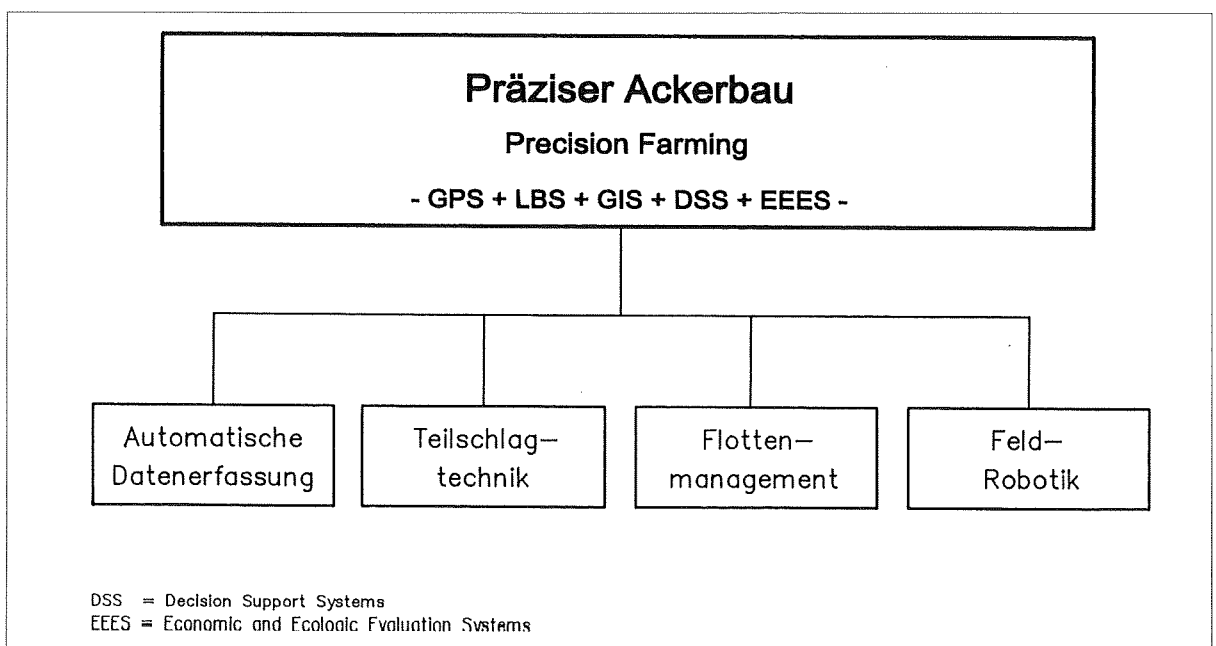 Präziser Ackerbau
Precision Farming
- GPS + LBS + GIS + DSS + EEES -
Automatische
Datenerfassung
Teilschlag–
technik
Flotten–
management
Feld–
Robotik
DSS = Decision Support Systems
EEES = Economic and Ecologic Evaluation Systems